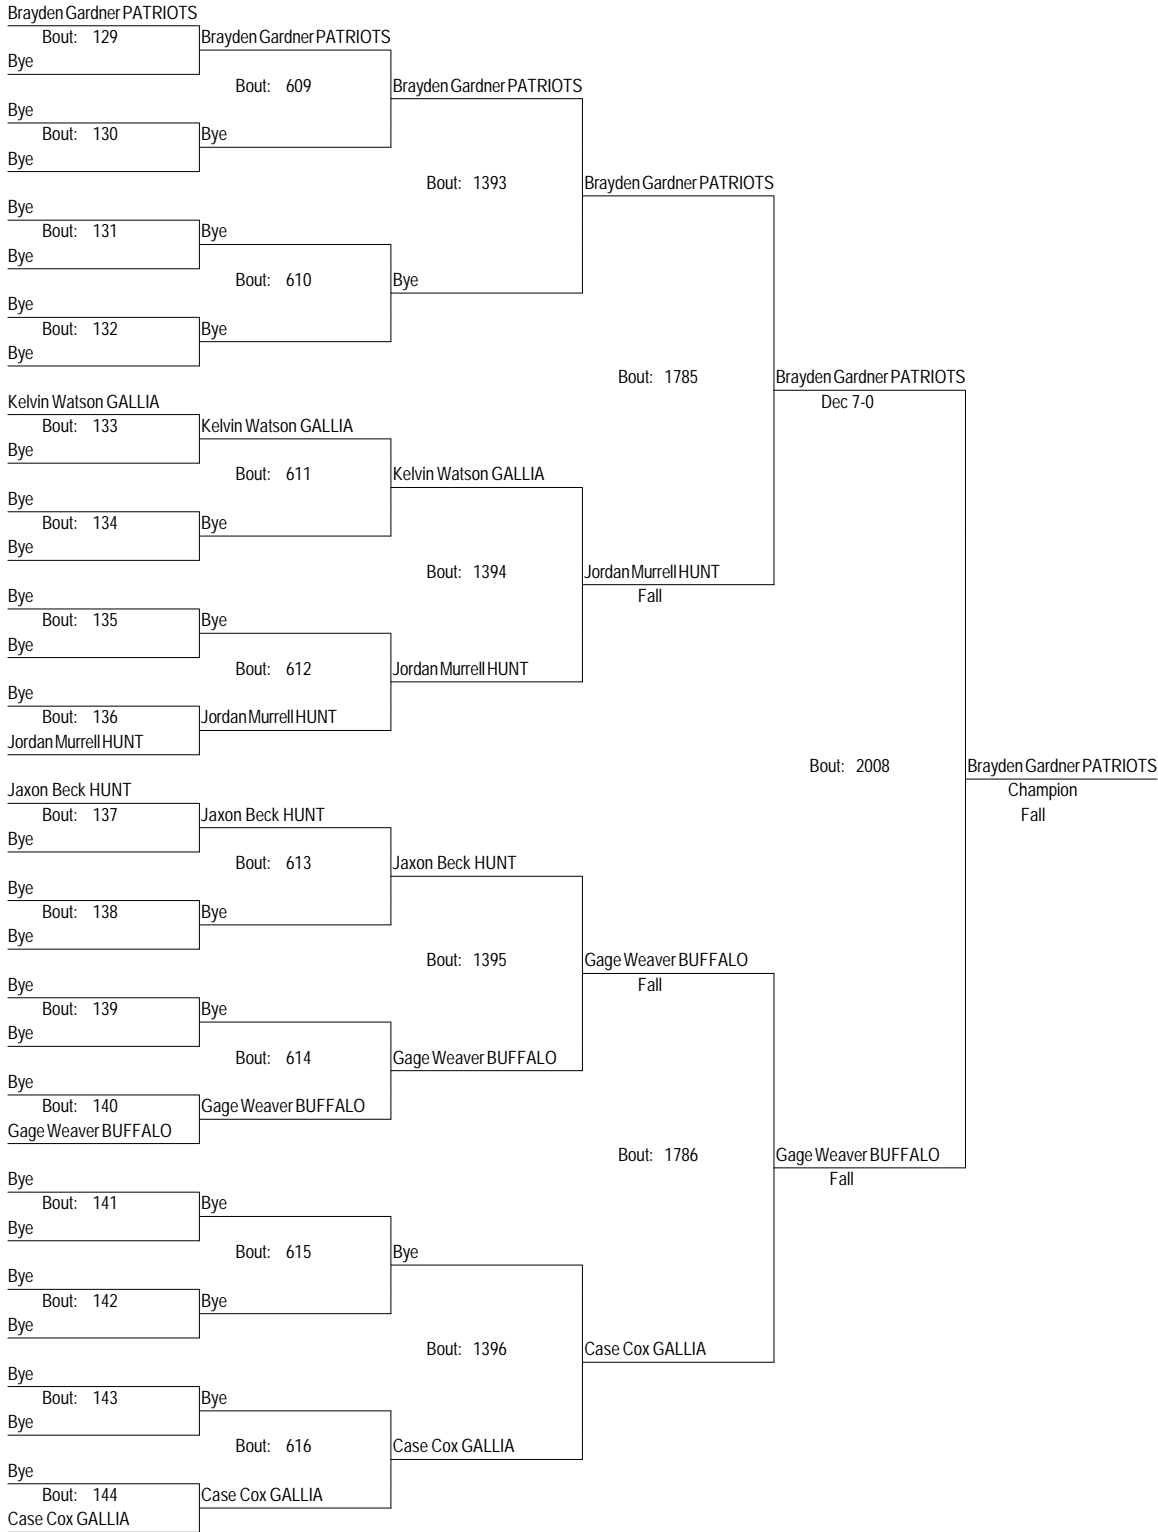 Brayden Gardner PATRIOTS
Bout: 129
Brayden Gardner PATRIOTS
Bye
Bout: 609
Brayden Gardner PATRIOTS
Bye
Bout: 130
Bye
Bye
Bout: 1393
Brayden Gardner PATRIOTS
Bye
Bout: 131
Bye
Bye
Bout: 610
Bye
Bye
Bout: 132
Bye
Bye
Bout: 1785
Brayden Gardner PATRIOTS
Dec 7-0
Kelvin Watson GALLIA
Bout: 133
Kelvin Watson GALLIA
Bye
Bout: 611
Kelvin Watson GALLIA
Bye
Bout: 134
Bye
Bye
Bout: 1394
Jordan Murrell HUNT
Fall
Bye
Bout: 135
Bye
Bye
Bout: 612
Jordan Murrell HUNT
Bye
Bout: 136
Jordan Murrell HUNT
Jordan Murrell HUNT
Bout: 2008
Brayden Gardner PATRIOTS
Champion
Fall
Jaxon Beck HUNT
Bout: 137
Jaxon Beck HUNT
Bye
Bout: 613
Jaxon Beck HUNT
Bye
Bout: 138
Bye
Bye
Bout: 1395
Gage Weaver BUFFALO
Fall
Bye
Bout: 139
Bye
Bye
Bout: 614
Gage Weaver BUFFALO
Bye
Bout: 140
Gage Weaver BUFFALO
Gage Weaver BUFFALO
Bout: 1786
Gage Weaver BUFFALO
Fall
Bye
Bout: 141
Bye
Bye
Bout: 615
Bye
Bye
Bout: 142
Bye
Bye
Bout: 1396
Case Cox GALLIA
Bye
Bout: 143
Bye
Bye
Bout: 616
Case Cox GALLIA
Bye
Bout: 144
Case Cox GALLIA
Case Cox GALLIA